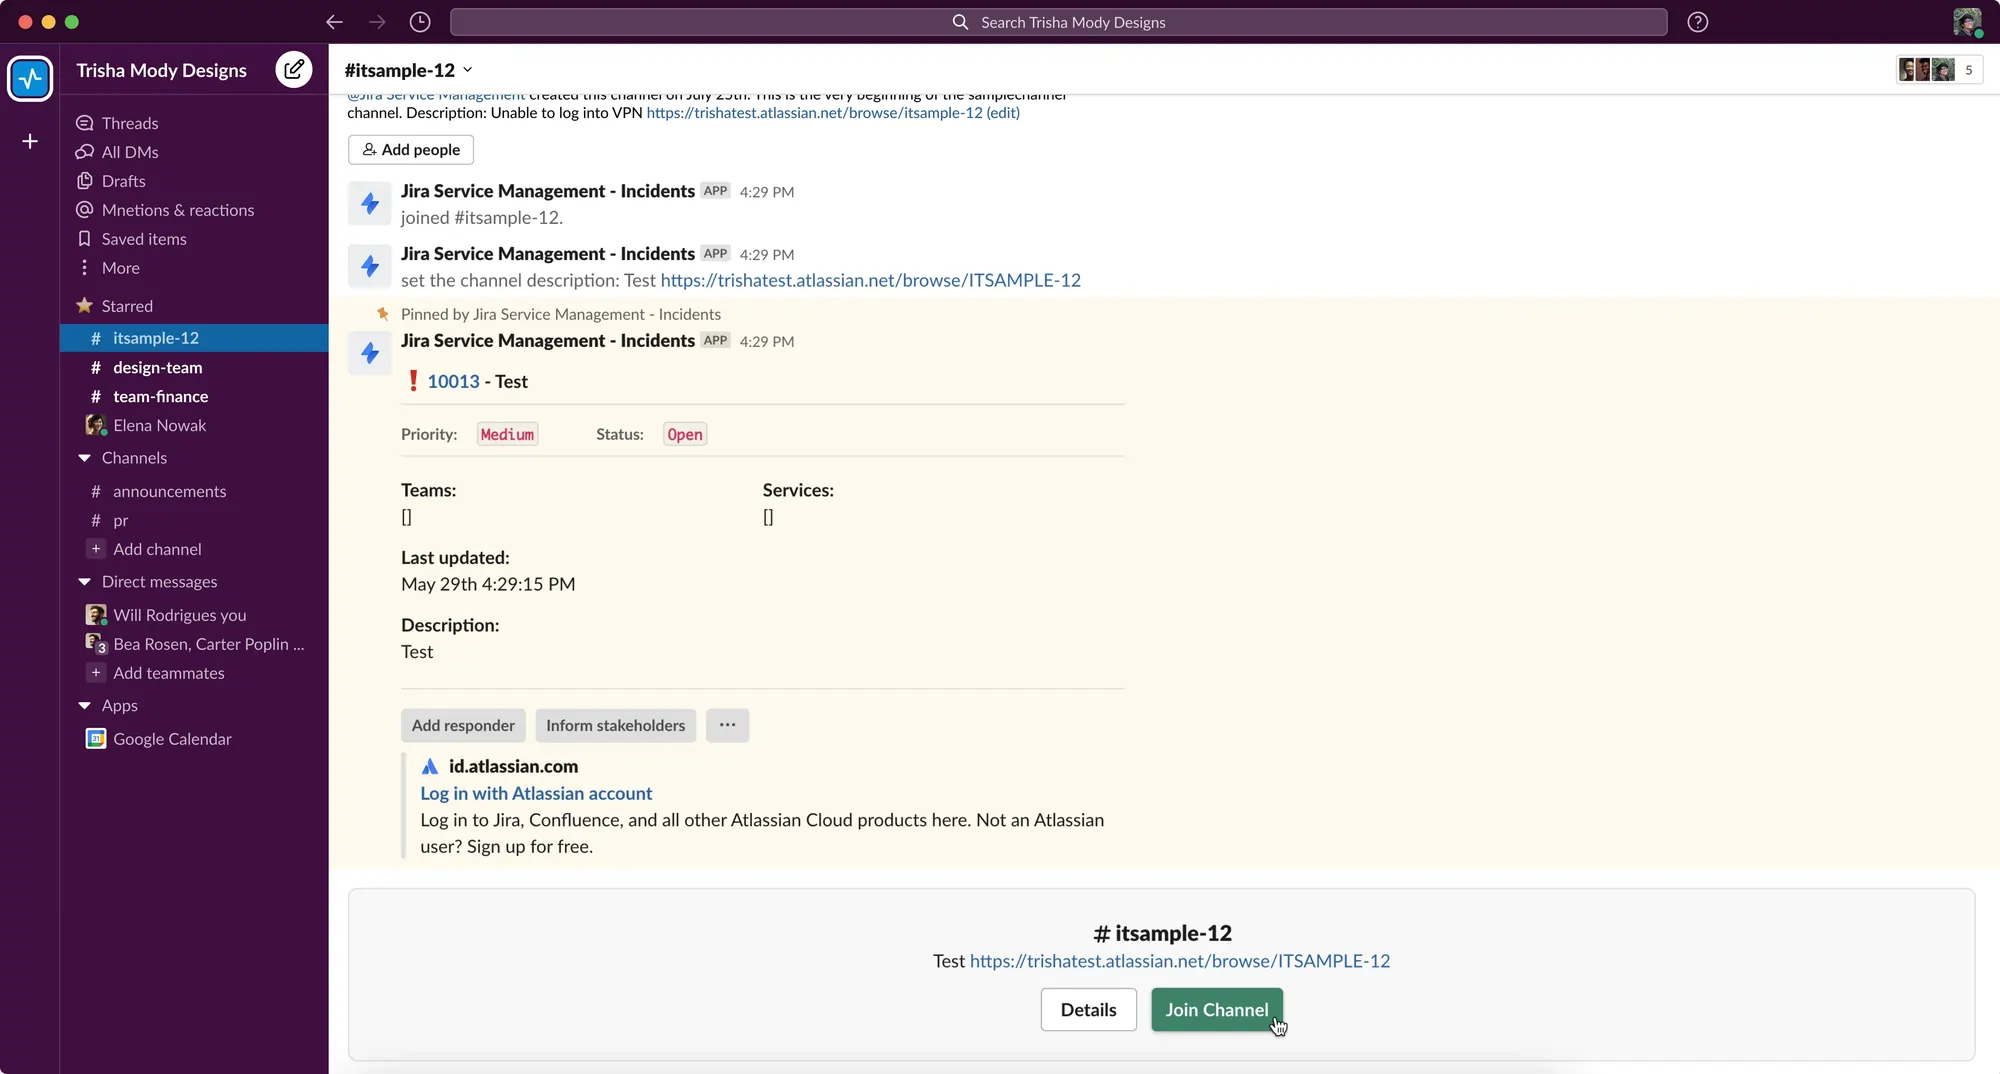 Search Trisha Mody Designs
Trisha Mody Designs
Threads
All DMs
Drafts
Mnetions & reactions
Saved items
More
Starred
# itsample-12
# design-team
# team-finance
Elena Nowak
Channels
# announcements
# pr
+ Add channel
Direct messages
Will Rodrigues you
3 Bea Rosen, Carter Poplin ...
+ Add teammates
Apps
31 Google Calendar
#itsample-12
5
@Jira Service Management created this channel on July 25th. This is the very beginning of the samplechannel
channel. Description: Unable to log into VPN https://trishatest.atlassian.net/browse/itsample-12 (edit)
Add people
Jira Service Management - Incidents APP 4:29 PM
joined #itsample-12.
Jira Service Management - Incidents APP 4:29 PM
set the channel description: Test https://trishatest.atlassian.net/browse/ITSAMPLE-12
Pinned by Jira Service Management - Incidents
Jira Service Management - Incidents APP 4:29 PM
❗ 10013 - Test
Priority: Medium Status: Open
Teams: Services:
[] []
Last updated:
May 29th 4:29:15 PM
Description:
Test
Add responder Inform stakeholders ...
id.atlassian.com
Log in with Atlassian account
Log in to Jira, Confluence, and all other Atlassian Cloud products here. Not an Atlassian
user? Sign up for free.
# itsample-12
Test https://trishatest.atlassian.net/browse/ITSAMPLE-12
Details Join Channel